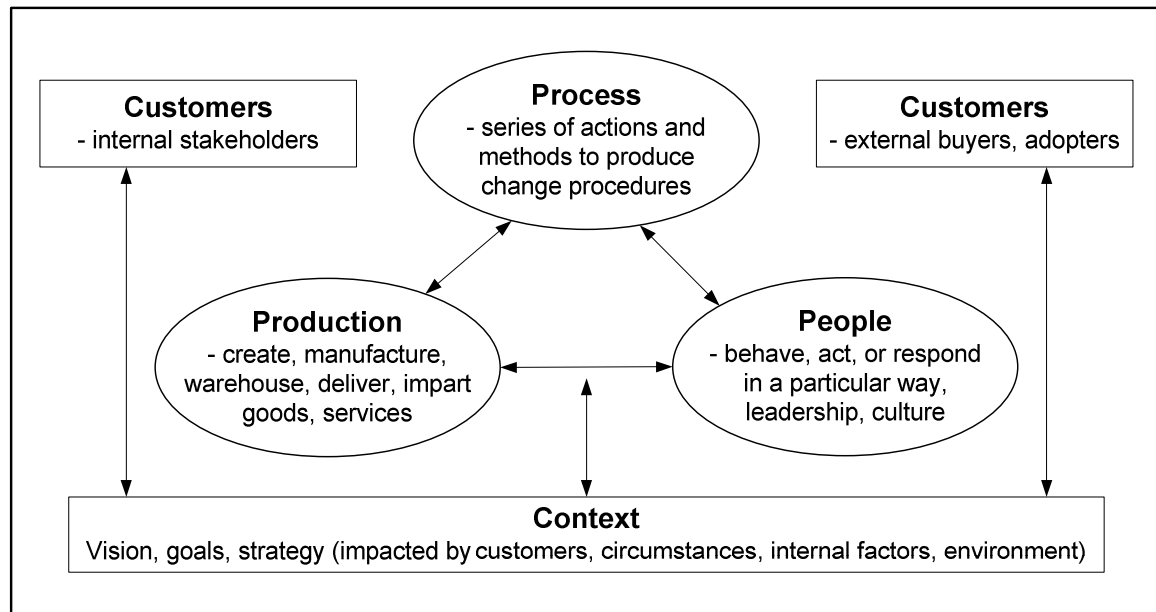 Customers
- internal stakeholders
Process
- series of actions and
methods to produce
change procedures
Customers
- external buyers, adopters
Production
- create, manufacture,
warehouse, deliver, impart
goods, services
People
- behave, act, or respond
in a particular way,
leadership, culture
Context
Vision, goals, strategy (impacted by customers, circumstances, internal factors, environment)